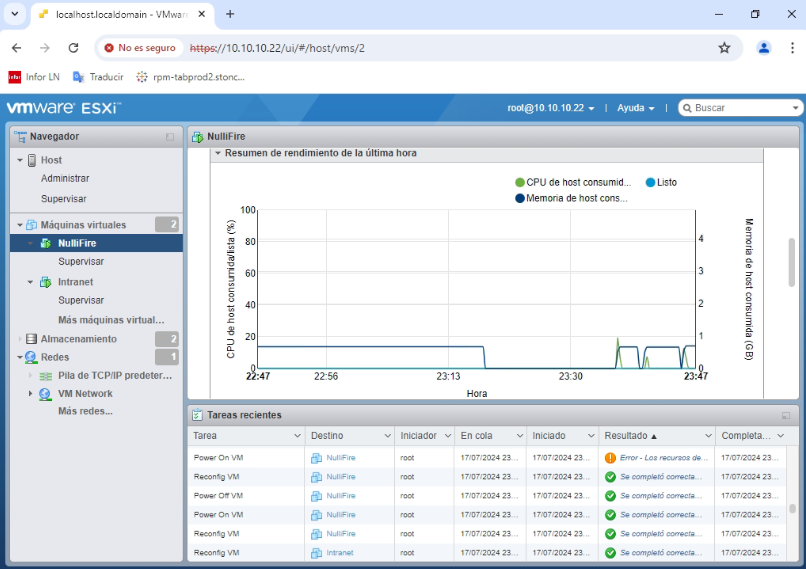 localhost.localdomain - VMware
No es seguro
https://10.10.10.22/ui/#/host/vms/2
infor
Infor LN
Traducir
rpm-tabprod2.stonc...
vmware ESXi™
root@10.10.10.22
Ayuda
Buscar
Navegador
Host
Administrar
Supervisar
Máquinas virtuales 2
NulliFire
Supervisar
Intranet
Supervisar
Más máquinas virtual...
Almacenamiento 2
Redes 1
Pila de TCP/IP predeter...
VM Network
Más redes...
NulliFire
Resumen de rendimiento de la última hora
CPU de host consumid...
Listo
Memoria de host cons...
CPU de host consumida/lista (%)
100
80
60
40
20
0
Memoria de host consumida (GB)
4
3
2
1
0
22:47 22:56 23:13 23:30 23:47
Hora
Tareas recientes
Tarea Destino Iniciador En cola Iniciado Resultado ▲ Completa...
Power On VM NulliFire root 17/07/2024 23... 17/07/2024 23... Error - Los recursos de... 17/07/2024 23...
Reconfig VM NulliFire root 17/07/2024 23... 17/07/2024 23... Se completó correcta... 17/07/2024 23...
Power Off VM NulliFire root 17/07/2024 23... 17/07/2024 23... Se completó correcta... 17/07/2024 23...
Power On VM NulliFire root 17/07/2024 23... 17/07/2024 23... Se completó correcta... 17/07/2024 23...
Reconfig VM NulliFire root 17/07/2024 23... 17/07/2024 23... Se completó correcta... 17/07/2024 23...
Reconfig VM Intranet root 17/07/2024 23... 17/07/2024 23... Se completó correcta... 17/07/2024 23...